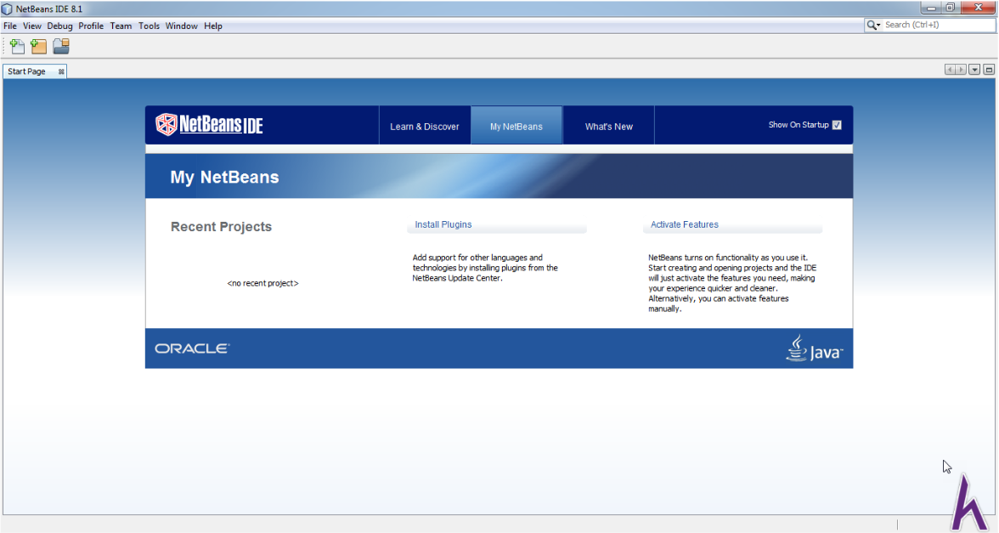 NetBeans IDE 8.1
File View Debug Profile Team Tools Window Help
Search (Ctrl+I)
Start Page
NetBeans IDE
Learn & Discover
My NetBeans
What's New
Show On Startup
My NetBeans
Recent Projects
<no recent project>
Install Plugins
Add support for other languages and
technologies by installing plugins from the
NetBeans Update Center.
Activate Features
NetBeans turns on functionality as you use it.
Start creating and opening projects and the IDE
will just activate the features you need, making
your experience quicker and cleaner.
Alternatively, you can activate features
manually.
ORACLE
Java